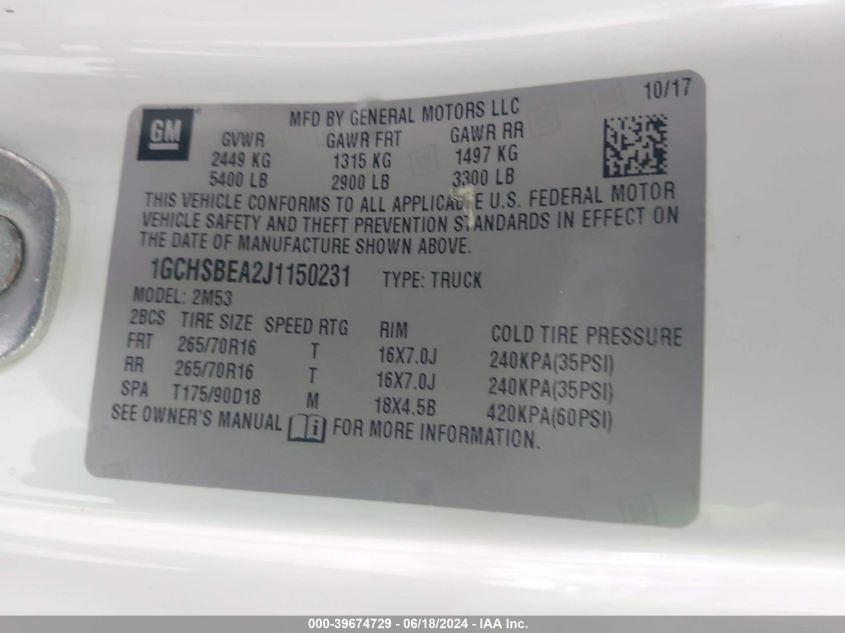 10/17
GM
MFD BY GENERAL MOTORS LLC
GVWR GAWR FRT GAWR RR
2449 KG 1315 KG 1497 KG
5400 LB 2900 LB 3300 LB
THIS VEHICLE CONFORMS TO ALL APPLICABLE U.S. FEDERAL MOTOR
VEHICLE SAFETY AND THEFT PREVENTION STANDARDS IN EFFECT ON
THE DATE OF MANUFACTURE SHOWN ABOVE.
1GCHSBEA2J1150231 TYPE: TRUCK
MODEL: 2M53
2BCS TIRE SIZE SPEED RTG RIM COLD TIRE PRESSURE
FRT 265/70R16 T 16X7.0J 240KPA(35PSI)
RR 265/70R16 T 16X7.0J 240KPA(35PSI)
SPA T175/90D18 M 18X4.5B 420KPA(60PSI)
SEE OWNER'S MANUAL i FOR MORE INFORMATION.
000-39674729 - 06/18/2024 - IAA Inc.